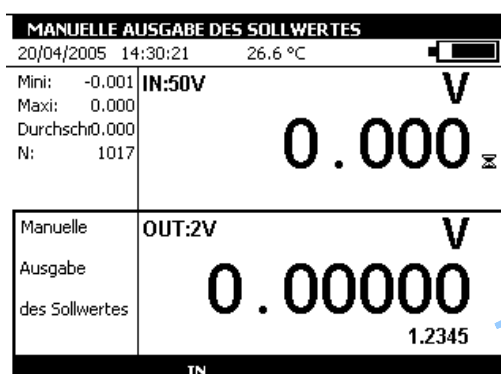 MANUELLE AUSGABE DES SOLLWERTES
20/04/2005 14:30:21 26.6 °C
Mini: -0.001
Maxi: 0.000
Durchschn0.000
N: 1017
IN:50V
V
0.000
Manuelle
Ausgabe
des Sollwertes
OUT:2V
V
0.00000
1.2345
IN